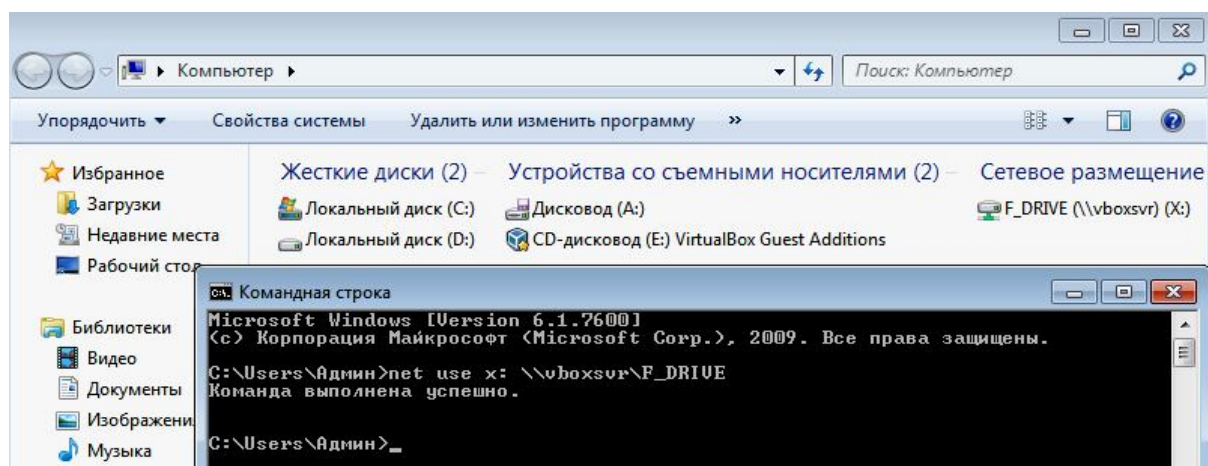 Компьютер
Поиск: Компьютер
Упорядочить Свойства системы Удалить или изменить программу »
Избранное
Загрузки
Недавние места
Рабочий стол
Библиотеки
Видео
Документы
Изображени
Музыка
Жесткие диски (2) Устройства со съемными носителями (2) Сетевое размещение
Локальный диск (C:) Дисковод (A:) F_DRIVE (\\vboxsvr) (X:)
Локальный диск (D:) CD-дисковод (E:) VirtualBox Guest Additions
Командная строка
Microsoft Windows [Version 6.1.7600]
(c) Корпорация Майкрософт (Microsoft Corp.), 2009. Все права защищены.
C:\Users\Админ>net use x: \\vboxsvr\F_DRIVE
Команда выполнена успешно.
C:\Users\Админ>_